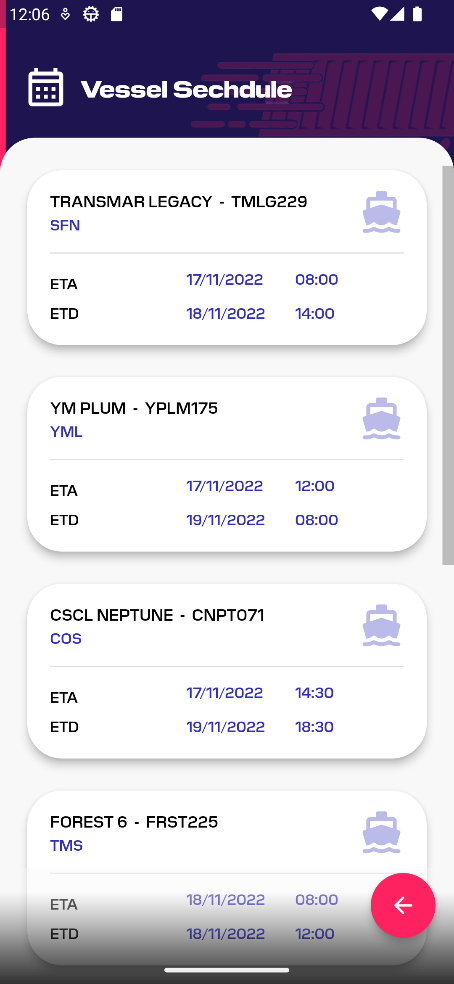 12:06
Vessel Sechdule
TRANSMAR LEGACY - TMLG229
SFN
ETA 17/11/2022 08:00
ETD 18/11/2022 14:00
YM PLUM - YPLM175
YML
ETA 17/11/2022 12:00
ETD 19/11/2022 08:00
CSCL NEPTUNE - CNPT071
COS
ETA 17/11/2022 14:30
ETD 19/11/2022 18:30
FOREST 6 - FRST225
TMS
ETA 18/11/2022 08:00
ETD 18/11/2022 12:00